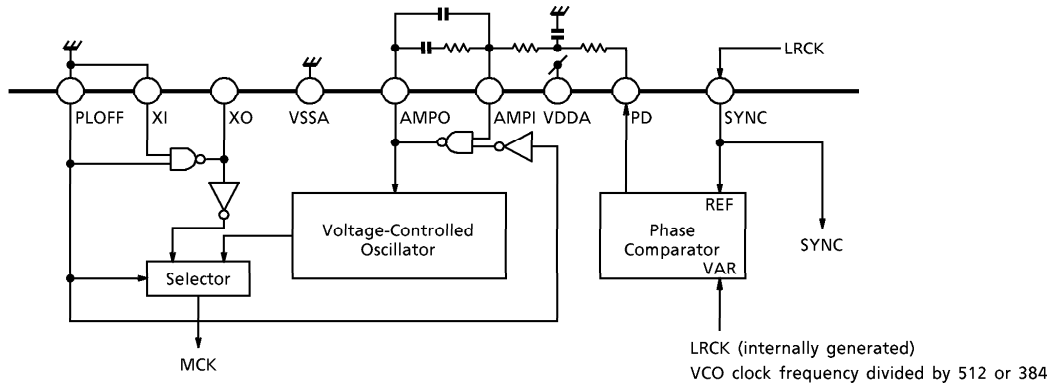 LRCK
PLOFF
XI
XO
VSSA
AMPO
AMPI
VDDA
PD
SYNC
REF
Voltage-Controlled
Oscillator
Phase
Comparator
VAR
SYNC
Selector
MCK
LRCK (internally generated)
VCO clock frequency divided by 512 or 384